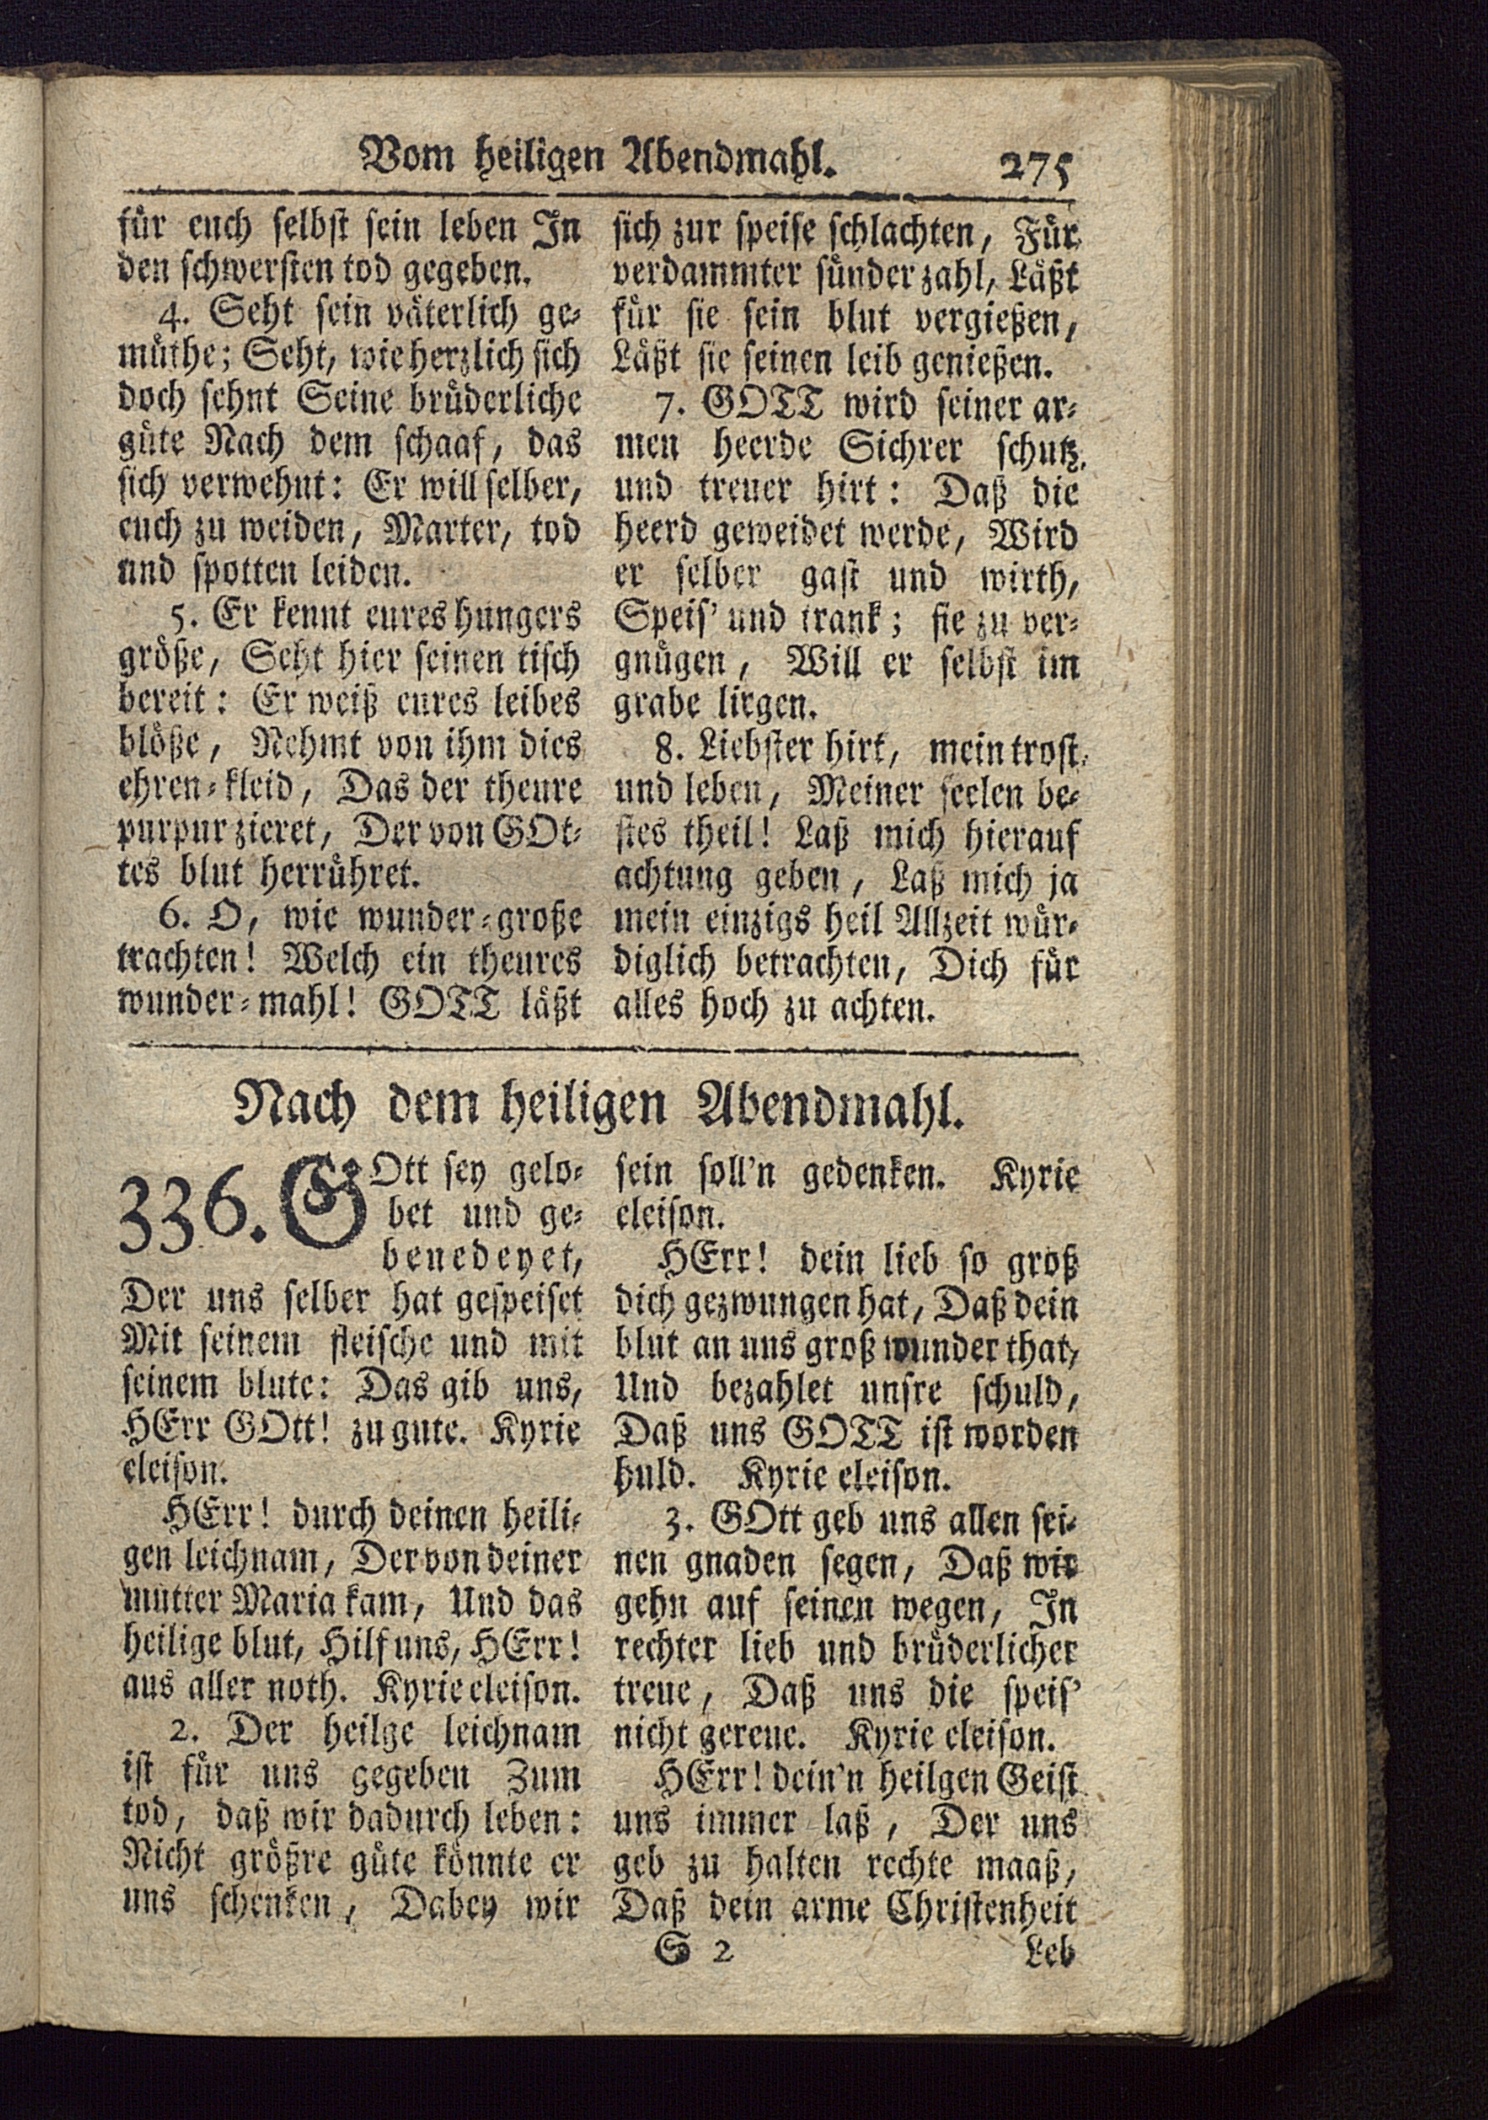 Vom heiligen Abendmahl. 275
für euch selbst sein leben In
den schwersten tod gegeben.
4. Seht sein väterlich ge-
müthe; Seht, wie herzlich sich
doch sehnt Seine brüderliche
güte Nach dem schaaf, das
sich verwehnt: Er will selber,
euch zu weiden, Marter, tod
und spotten leiden.
5. Er kennt eures hungers
größe, Seht hier seinen tisch
bereit: Er weiß eures leibes
blöße, Nehmt von ihm dies
ehren-kleid, Das der theure
purpur zieret, Der von GOt-
tes blut herrühret.
6. O, wie wunder-große
trachten! Welch ein theures
wunder-mahl! GOTT läßt
sich zur speise schlachten, Für
verdammter sünder zahl, Läßt
für sie sein blut vergießen,
Läßt sie seinen leib genießen.
7. GOTT wird seiner ar-
men heerde Sichrer schutz,
und treuer hirt: Daß die
heerd geweidet werde, Wird
er selber gast und wirth,
Speis' und trank; sie zu ver-
gnügen, Will er selbst im
grabe liegen.
8. Liebster hirt, mein trost,
und leben, Meiner seelen be-
stes theil! Laß mich hierauf
achtung geben, Laß mich ja
mein einzigs heil Allzeit wür-
diglich betrachten, Dich für
alles hoch zu achten.
Nach dem heiligen Abendmahl.
336. GOtt sey gelo-
bet und ge-
benedeyet,
Der uns selber hat gespeiset
Mit seinem fleische und mit
seinem blute: Das gib uns,
HErr GOtt! zu gute. Kyrie
eleison.
HErr! durch deinen heili-
gen leichnam, Der von deiner
mutter Maria kam, Und das
heilige blut, Hilf uns, HErr!
aus aller noth. Kyrie eleison.
2. Der heilge leichnam
ist für uns gegeben Zum
tod, daß wir dadurch leben:
Nicht größre güte könnte er
uns schenken, Dabey wir
sein soll'n gedenken. Kyrie
eleison.
HErr! dein lieb so groß
dich gezwungen hat, Daß dein
blut an uns groß wunder that,
Und bezahlet unsre schuld,
Daß uns GOTT ist worden
huld. Kyrie eleison.
3. GOtt geb uns allen sei-
nen gnaden segen, Daß wir
gehn auf seinen wegen, In
rechter lieb und brüderlicher
treue, Daß uns die speis'
nicht gereue. Kyrie eleison.
HErr! dein'n heilgen Geist
uns immer laß, Der uns
geb zu halten rechte maaß,
Daß dein arme Christenheit
S 2 Leb